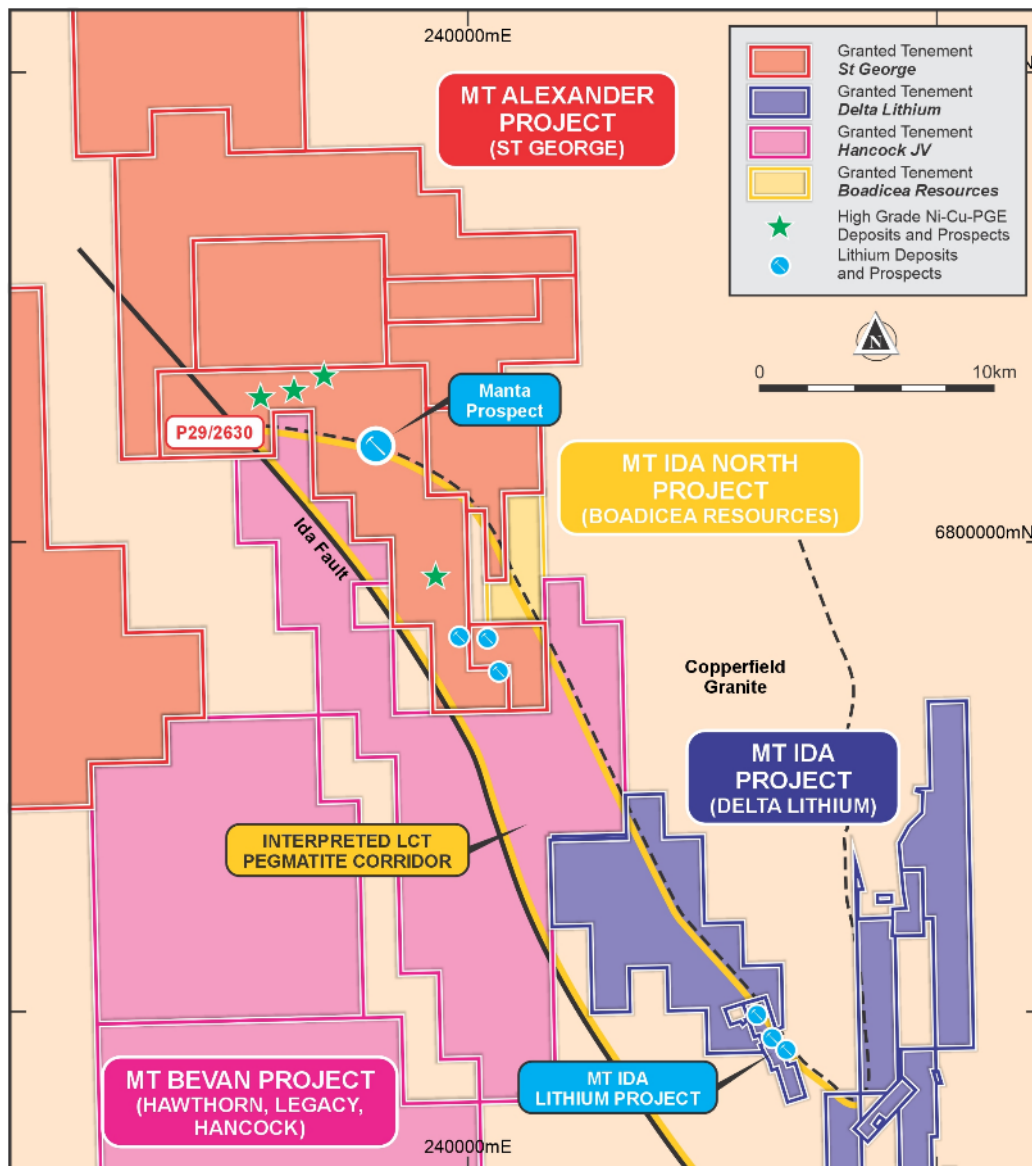 240000mE
MT ALEXANDER
PROJECT
(ST GEORGE)
Granted Tenement
St George
Granted Tenement
Delta Lithium
Granted Tenement
Hancock JV
Granted Tenement
Boadicea Resources
High Grade Ni-Cu-PGE
Deposits and Prospects
Lithium Deposits
and Prospects
N
N
0
10km
Manta
Prospect
P29/2630
MT IDA NORTH
PROJECT
(BOADICEA RESOURCES)
6800000mN
Ida Fault
Copperfield
Granite
MT IDA
PROJECT
(DELTA LITHIUM)
INTERPRETED LCT
PEGMATITE CORRIDOR
MT BEVAN PROJECT
(HAWTHORN, LEGACY,
HANCOCK)
MT IDA
LITHIUM PROJECT
240000mE